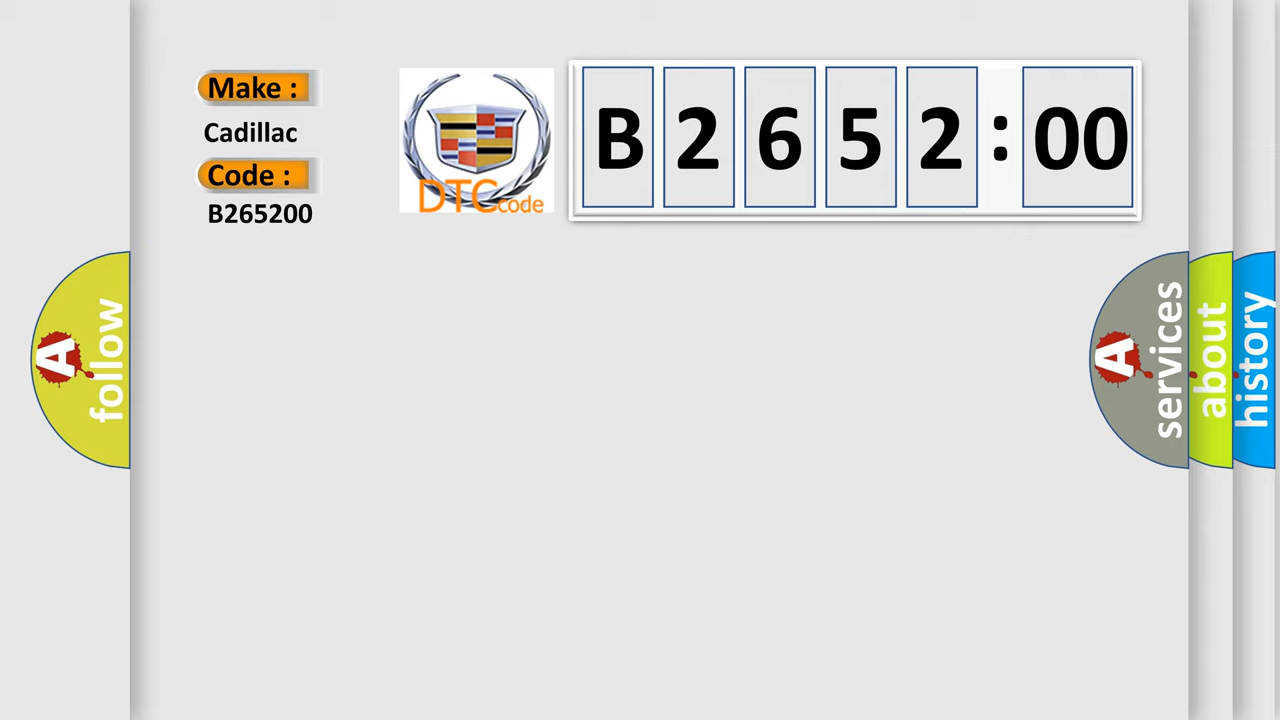 Make :
Cadillac
Code :
B265200
DTCcode
B 2 6 5 2 : 00
A follow
A services
about
history